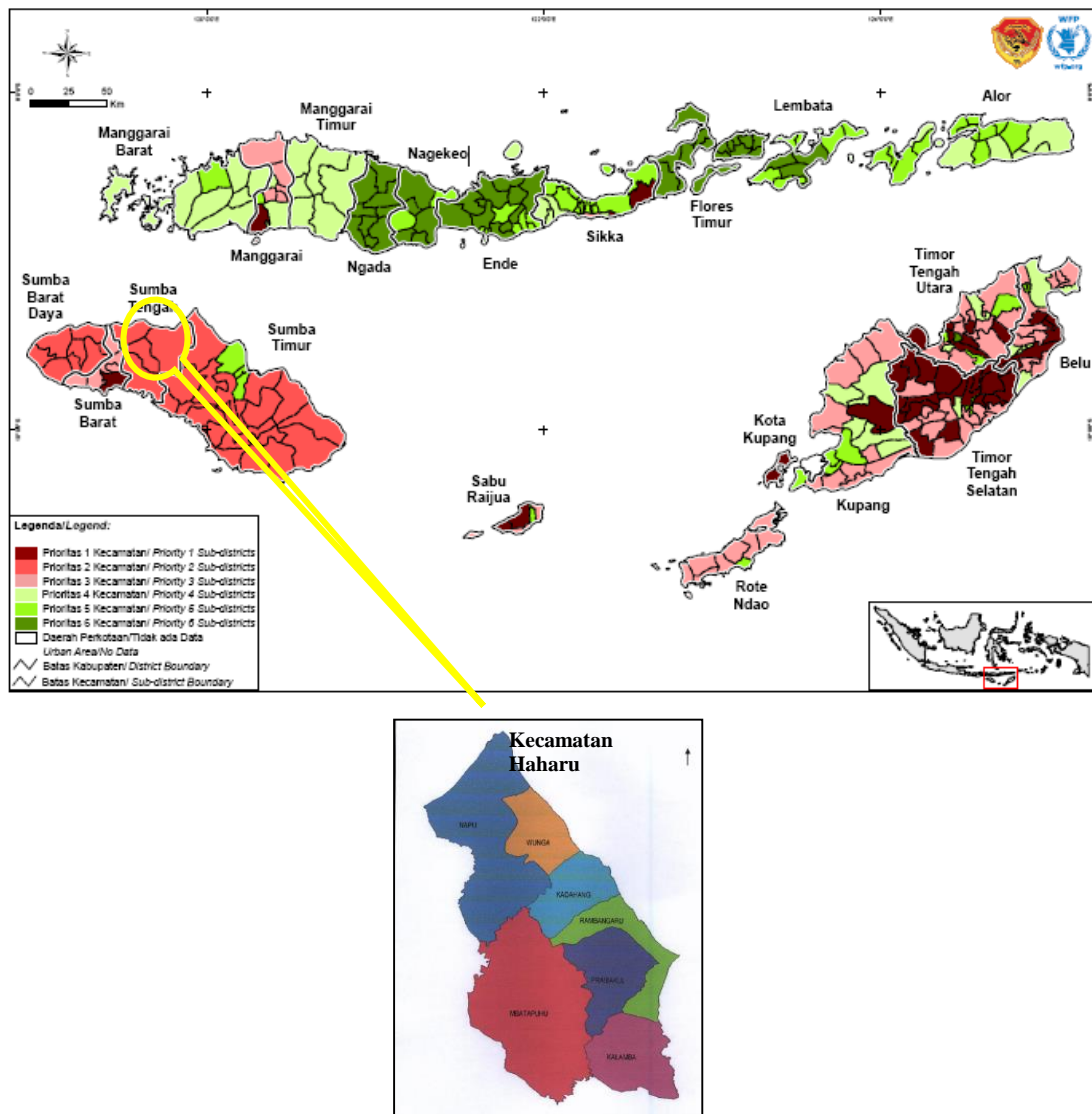 WFP
wfp.org
0 25 50
Km
Manggarai
Barat
Manggarai
Timur
Nagekeo
Lembata
Alor
Manggarai
Ngada
Ende
Sikka
Flores
Timur
Sumba
Barat
Daya
Sumba
Tengah
Sumba
Timur
Sumba
Barat
Timor
Tengah
Utara
Belu
Kota
Kupang
Sabu
Raijua
Kupang
Timor
Tengah
Selatan
Rote
Ndao
Legenda/Legend:
Prioritas 1 Kecamatan/ Priority 1 Sub-districts
Prioritas 2 Kecamatan/ Priority 2 Sub-districts
Prioritas 3 Kecamatan/ Priority 3 Sub-districts
Prioritas 4 Kecamatan/ Priority 4 Sub-districts
Prioritas 5 Kecamatan/ Priority 5 Sub-districts
Prioritas 6 Kecamatan/ Priority 6 Sub-districts
Daerah Perkotaan/Tidak ada Data
Urban Area/No Data
Batas Kabupaten/ District Boundary
Batas Kecamatan/ Sub-district Boundary
Kecamatan
Haharu
NAPU
WUNGA
KADAHANG
RAMBANGARU
PRAIBAKUL
MBATAPUHU
KALAMBA